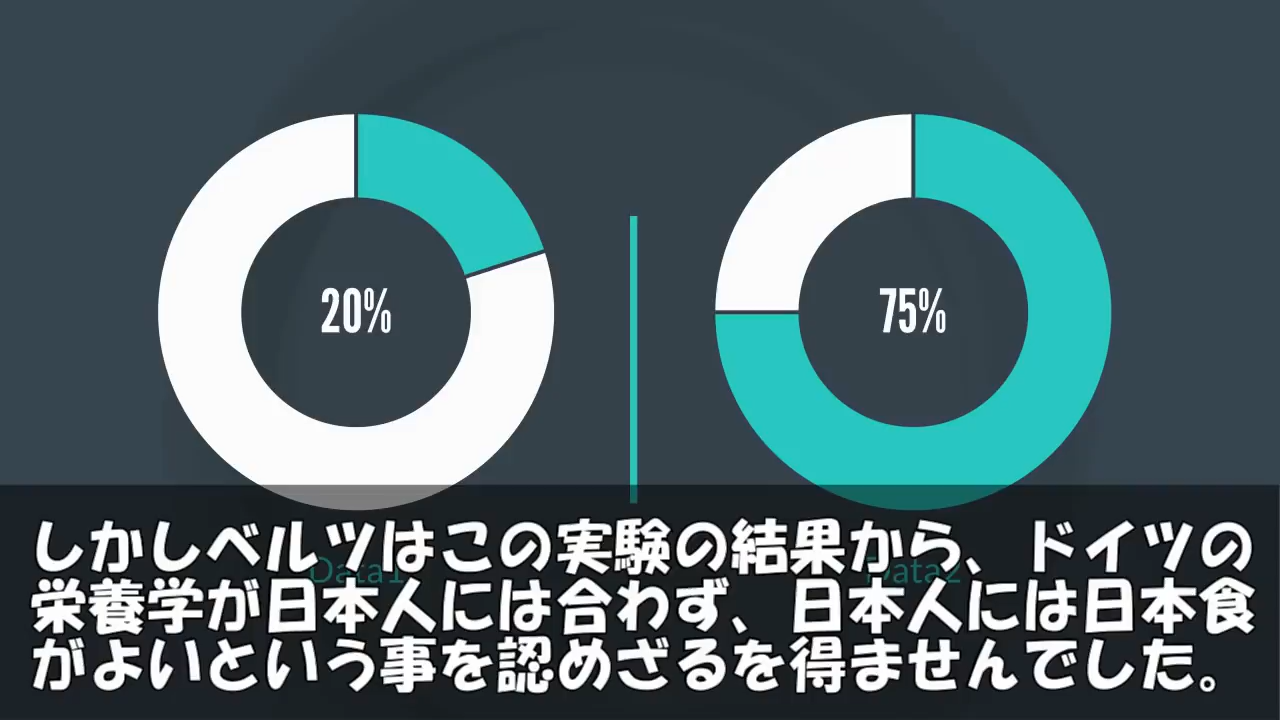 20%
75%
Data1
Data2
しかしベルツはこの実験の結果から、ドイツの
栄養学が日本人には合わず、日本人には日本食
がよいという事を認めざるを得ませんでした。